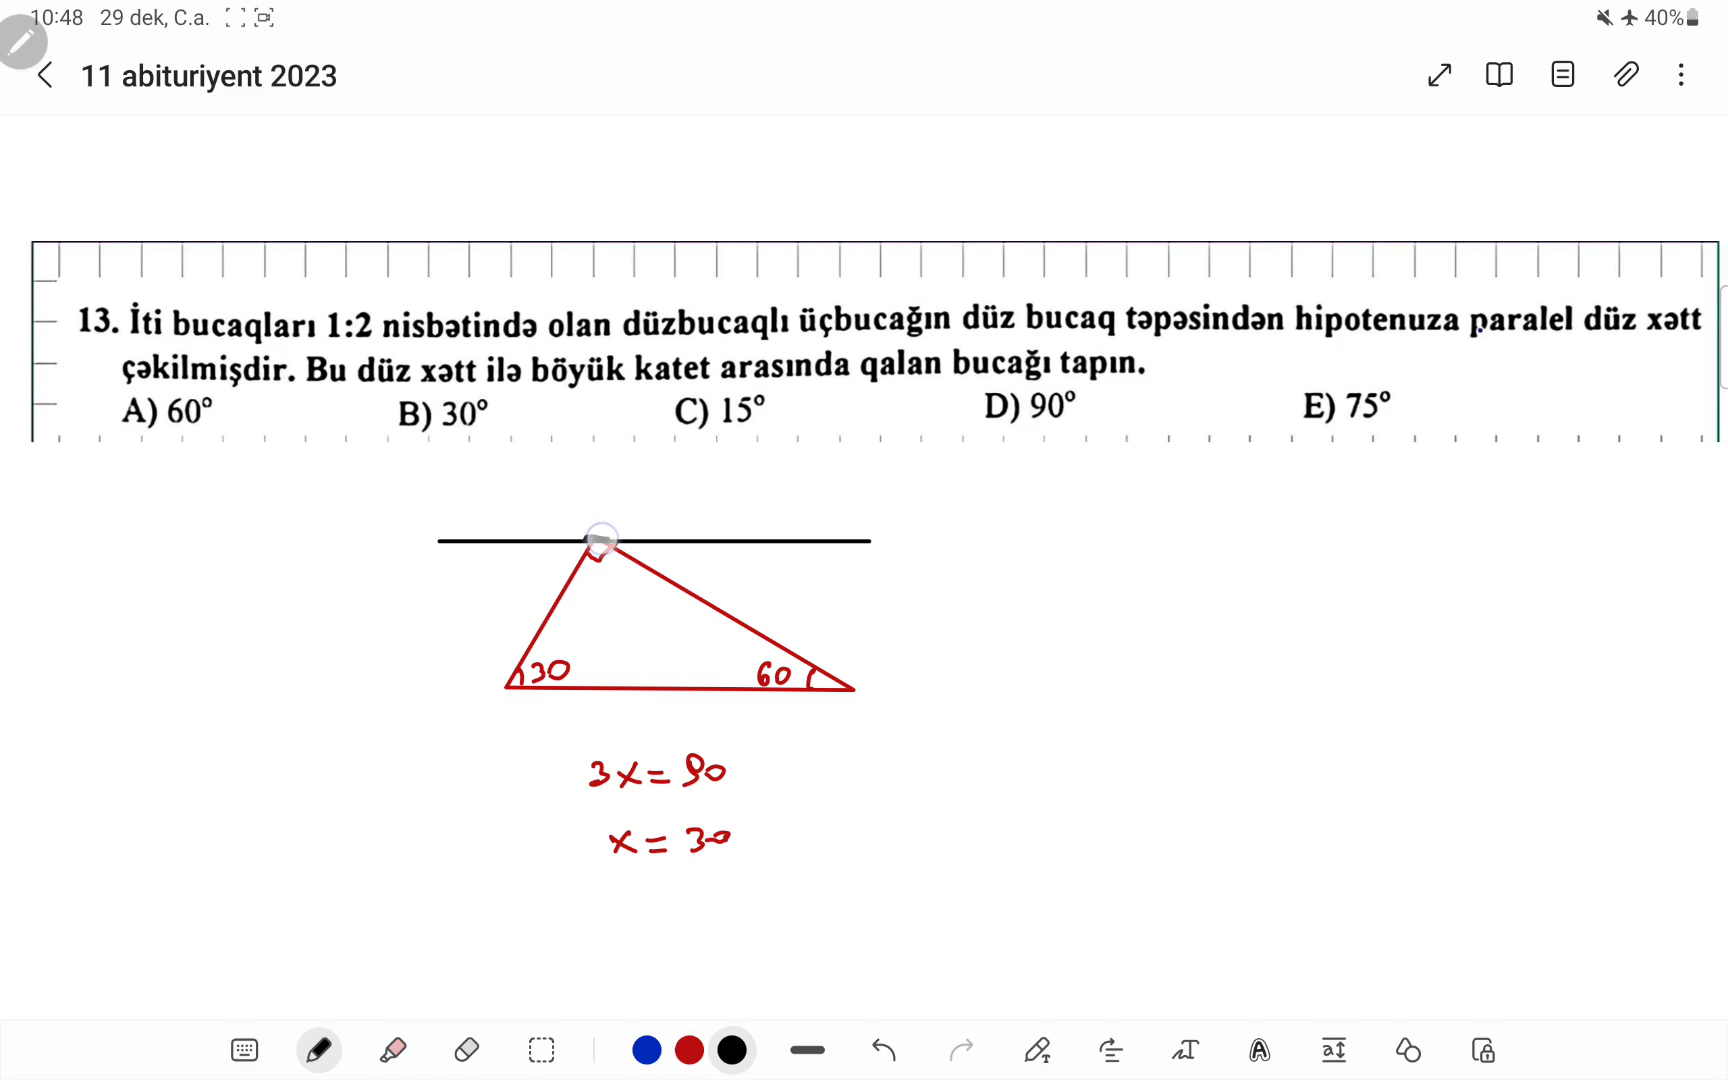 10:48 29 dek, C.a. 40%
11 abituriyent 2023
13. İti bucaqları 1:2 nisbətində olan düzbucaqlı üçbucağın düz bucaq təpəsindən hipotenuza paralel düz xətt
çəkilmişdir. Bu düz xətt ilə böyük katet arasında qalan bucağı tapın.
A) 60° B) 30° C) 15° D) 90° E) 75°
30 60
3x = 90
x = 30